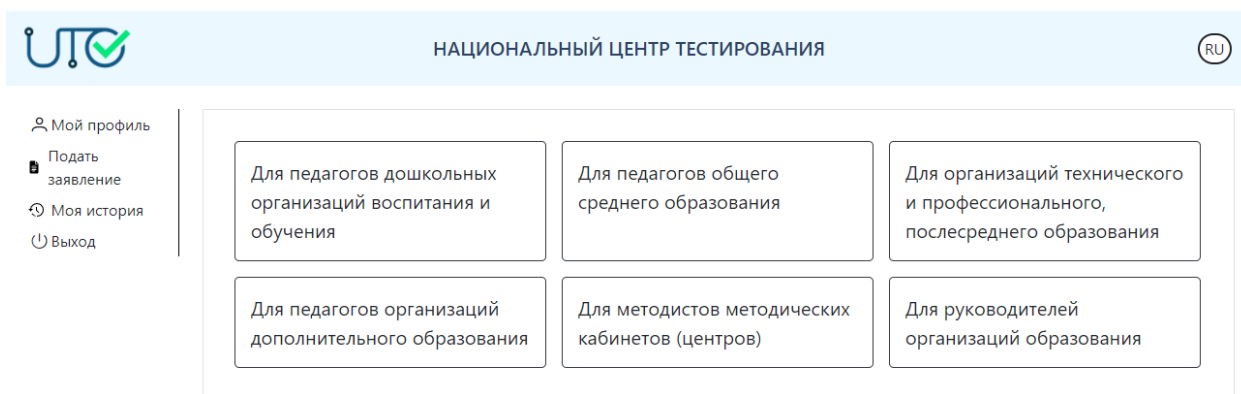 UTO
НАЦИОНАЛЬНЫЙ ЦЕНТР ТЕСТИРОВАНИЯ
RU
Мой профиль
Подать
заявление
Моя история
Выход
Для педагогов дошкольных
организаций воспитания и
обучения
Для педагогов общего
среднего образования
Для организаций технического
и профессионального,
послесреднего образования
Для педагогов организаций
дополнительного образования
Для методистов методических
кабинетов (центров)
Для руководителей
организаций образования